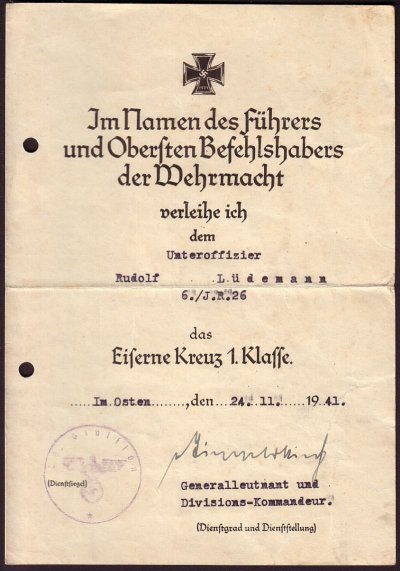 Im Namen des Führers
und Obersten Befehlshabers
der Wehrmacht
verleihe ich
dem
Unteroffizier
Rudolf Lüdemann
6./J.R.26
das
Eiserne Kreuz 1. Klasse.
Im Osten, den 24. 11. 1941.
Division
(Dienstsiegel)
Generalleutnant und
Divisions-Kommandeur.
(Dienstgrad und Dienststellung)